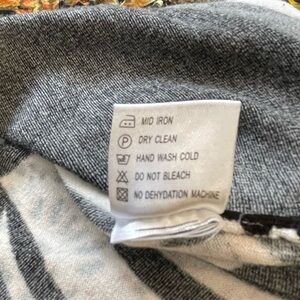 MID IRON
P DRY CLEAN
HAND WASH COLD
DO NOT BLEACH
NO DEHYDATION MACHINE